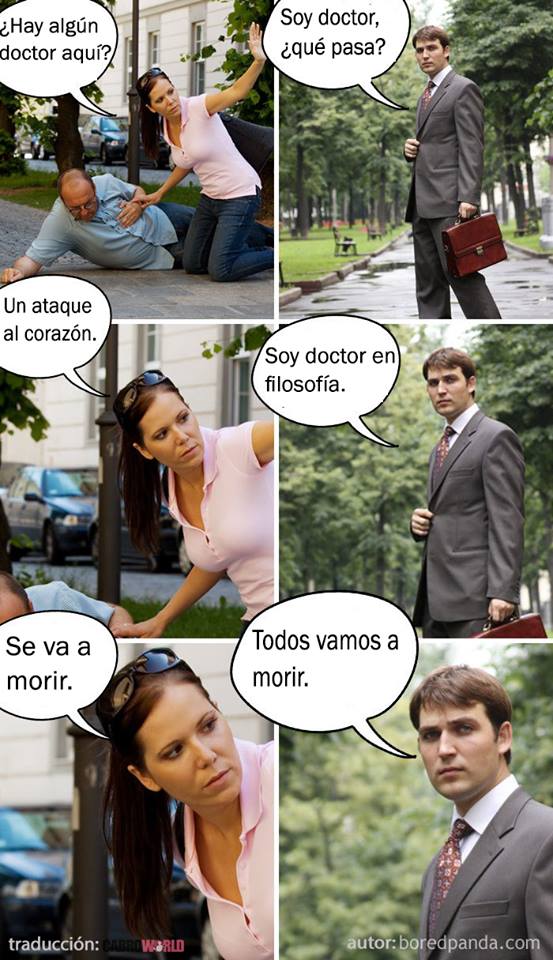 ¿Hay algún
doctor aquí?
Soy doctor,
¿qué pasa?
Un ataque
al corazón.
Soy doctor en
filosofía.
Se va a
morir.
Todos vamos a
morir.
traducción: CABROWORLD
autor: boredpanda.com